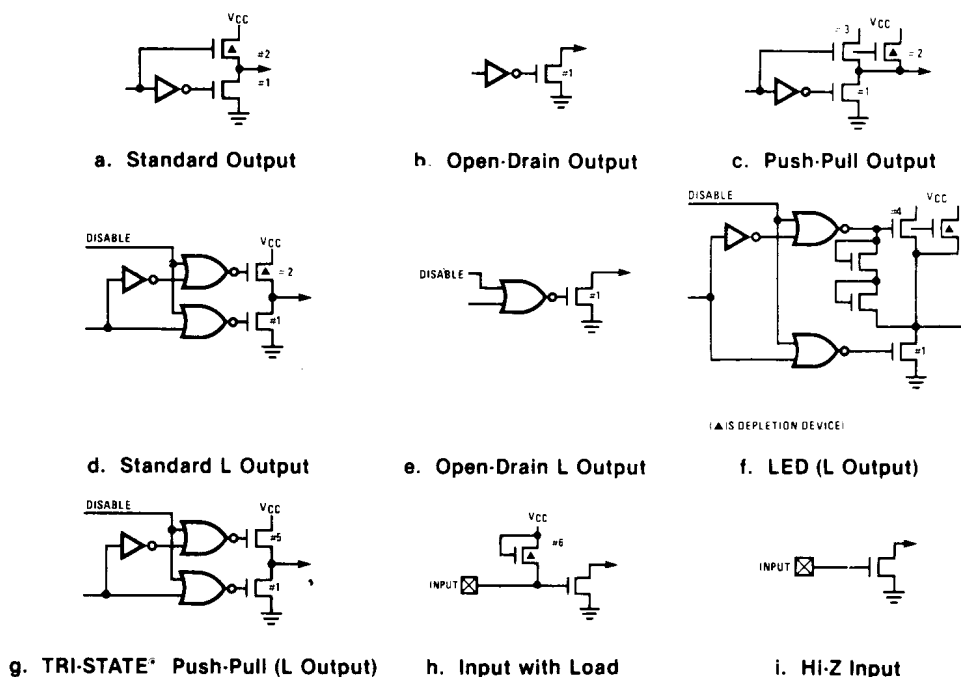 VCC
#2
#1
a. Standard Output
#1
b. Open-Drain Output
#3
VCC
#2
#1
c. Push-Pull Output
DISABLE
VCC
#2
#1
d. Standard L Output
DISABLE
#1
e. Open-Drain L Output
DISABLE
#4
VCC
#1
(▲ IS DEPLETION DEVICE)
f. LED (L Output)
DISABLE
VCC
#5
#1
g. TRI-STATE® Push-Pull (L Output)
VCC
#6
INPUT
h. Input with Load
INPUT
i. Hi-Z Input